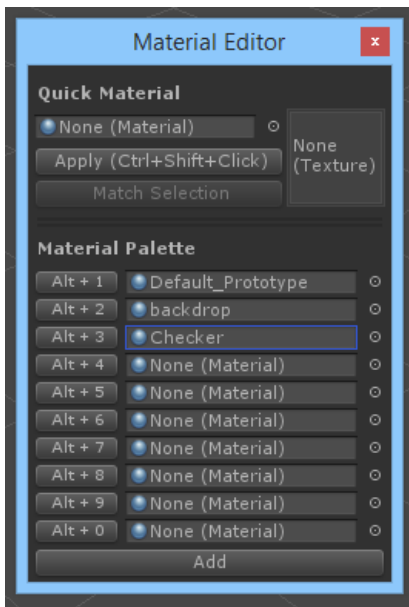 Material Editor
x
Quick Material
None (Material)
None
(Texture)
Apply (Ctrl+Shift+Click)
Match Selection
Material Palette
Alt + 1 Default_Prototype
Alt + 2 backdrop
Alt + 3 Checker
Alt + 4 None (Material)
Alt + 5 None (Material)
Alt + 6 None (Material)
Alt + 7 None (Material)
Alt + 8 None (Material)
Alt + 9 None (Material)
Alt + 0 None (Material)
Add